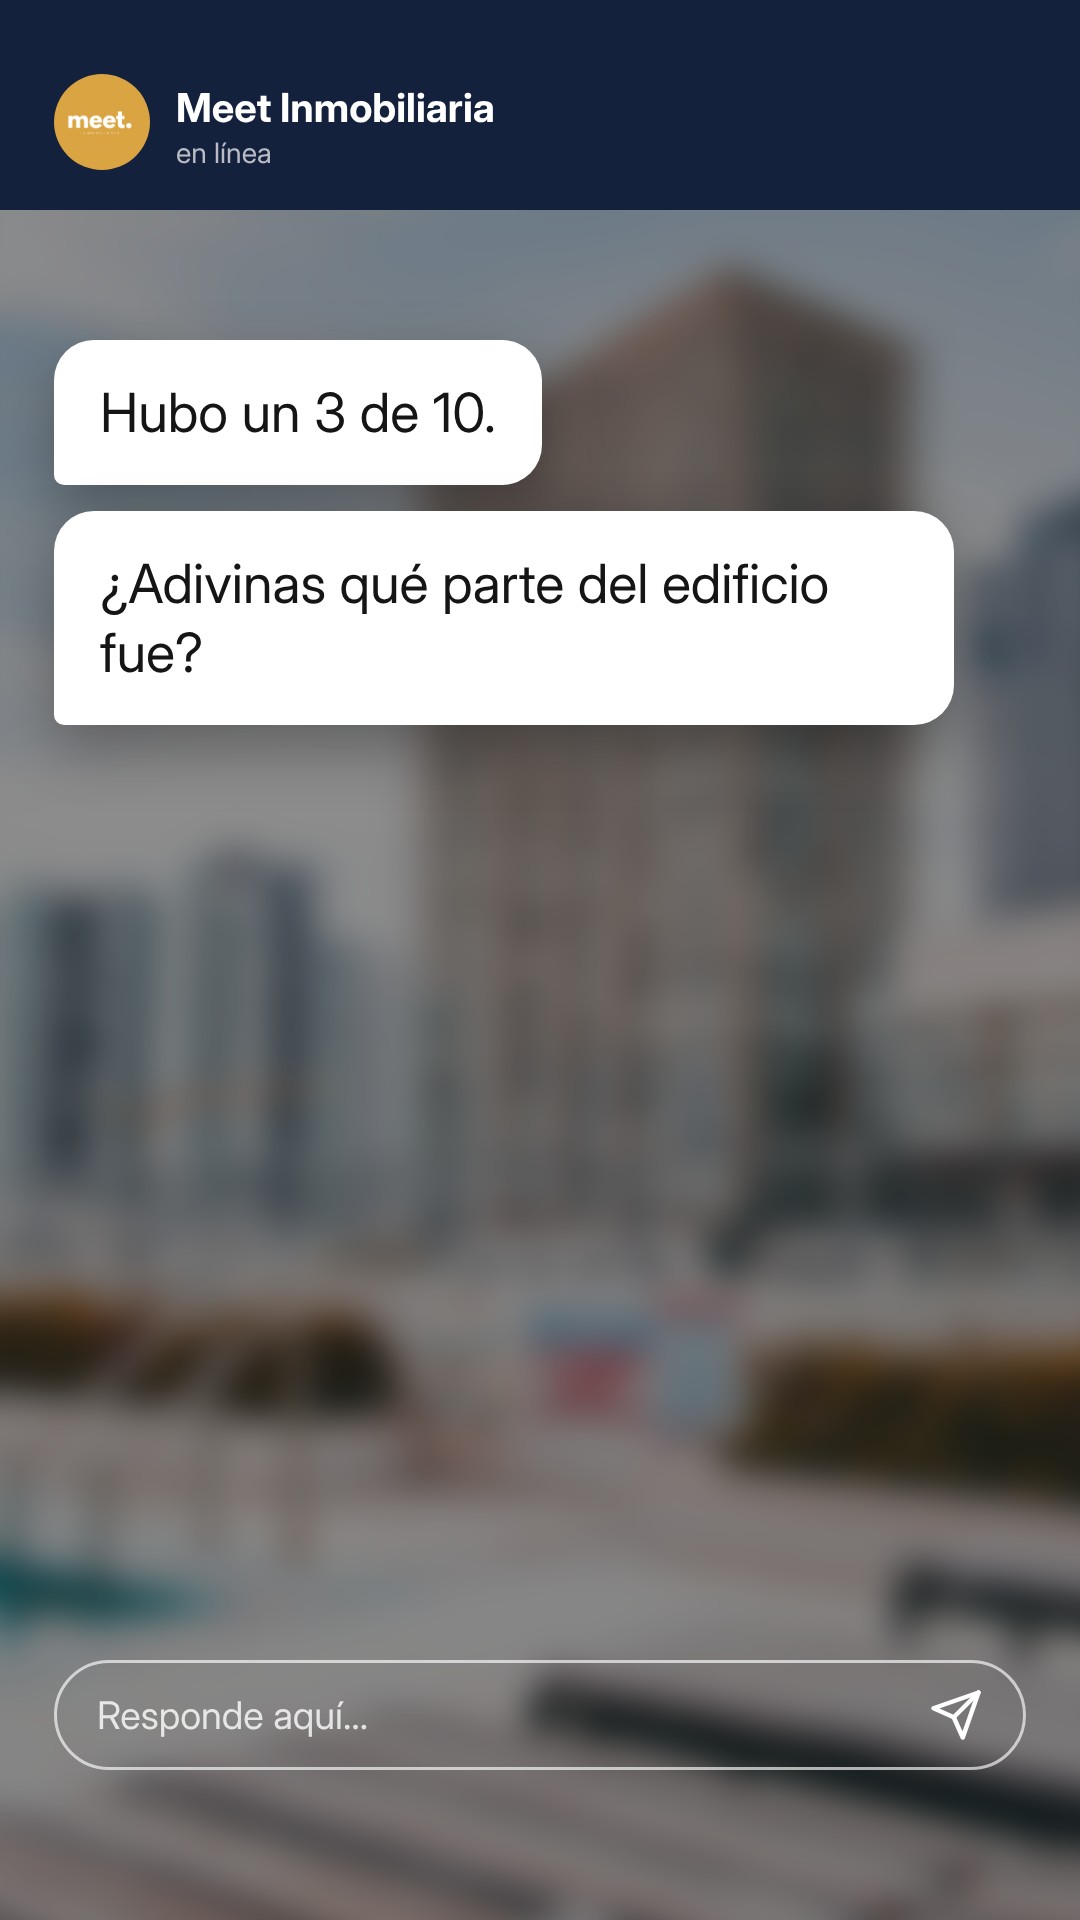 meet.
Meet Inmobiliaria
en línea
Hubo un 3 de 10.
¿Adivinas qué parte del edificio
fue?
Responde aquí...